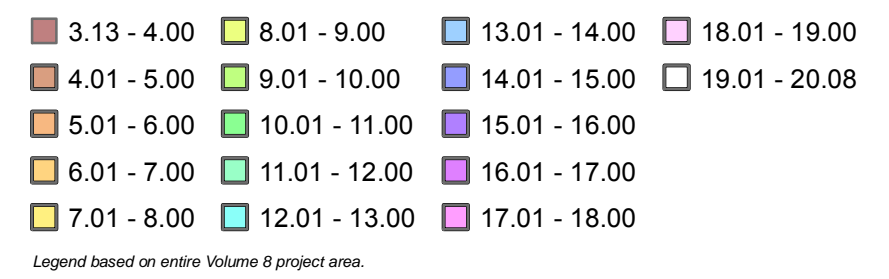 3.13 - 4.00
4.01 - 5.00
5.01 - 6.00
6.01 - 7.00
7.01 - 8.00
8.01 - 9.00
9.01 - 10.00
10.01 - 11.00
11.01 - 12.00
12.01 - 13.00
13.01 - 14.00
14.01 - 15.00
15.01 - 16.00
16.01 - 17.00
17.01 - 18.00
18.01 - 19.00
19.01 - 20.08
Legend based on entire Volume 8 project area.